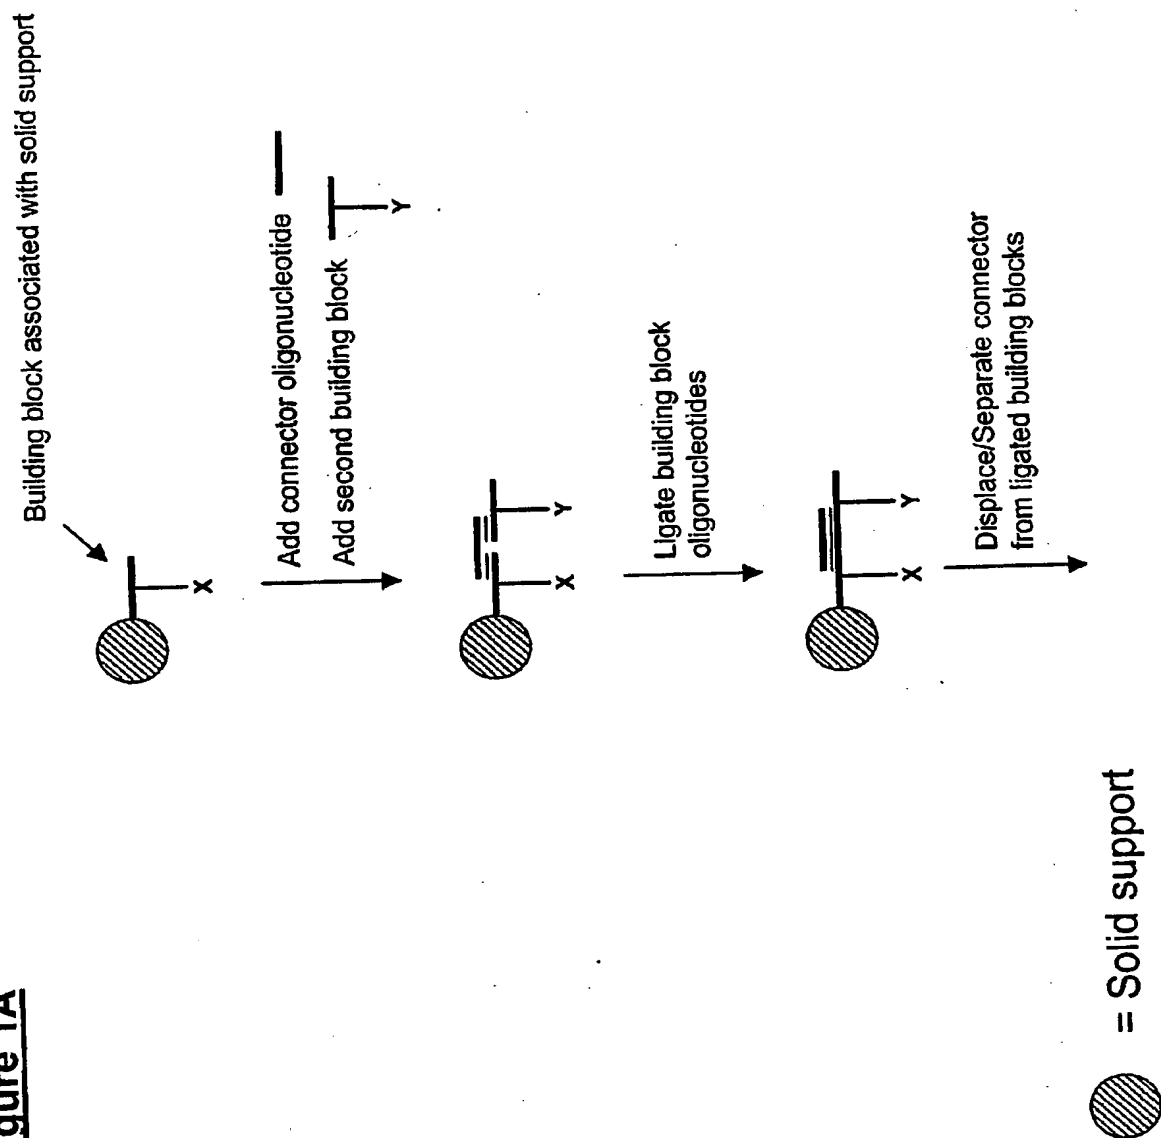 gure 1A
Building block associated with solid support
X
Add connector oligonucleotide
Add second building block
Y
X
Y
Ligate building block
oligonucleotides
X
Y
Displace/Separate connector
from ligated building blocks
= Solid support